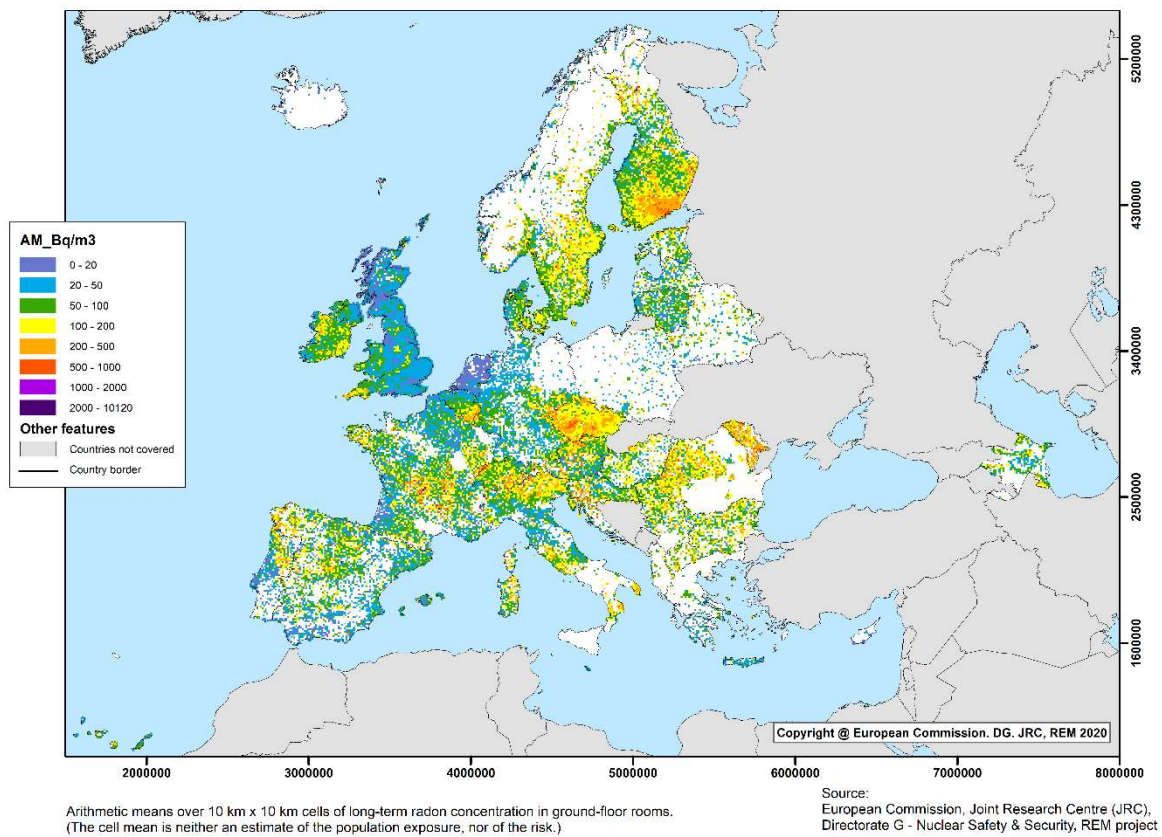 AM_Bq/m3
0 - 20
20 - 50
50 - 100
100 - 200
200 - 500
500 - 1000
1000 - 2000
2000 - 10120
Other features
Countries not covered
Country border
5200000
4300000
3400000
2500000
1600000
Copyright @ European Commission. DG. JRC, REM 2020
2000000
3000000
4000000
5000000
6000000
7000000
8000000
Arithmetic means over 10 km x 10 km cells of long-term radon concentration in ground-floor rooms.
(The cell mean is neither an estimate of the population exposure, nor of the risk.)
Source:
European Commission, Joint Research Centre (JRC),
Directorate G - Nuclear Safety & Security, REM project